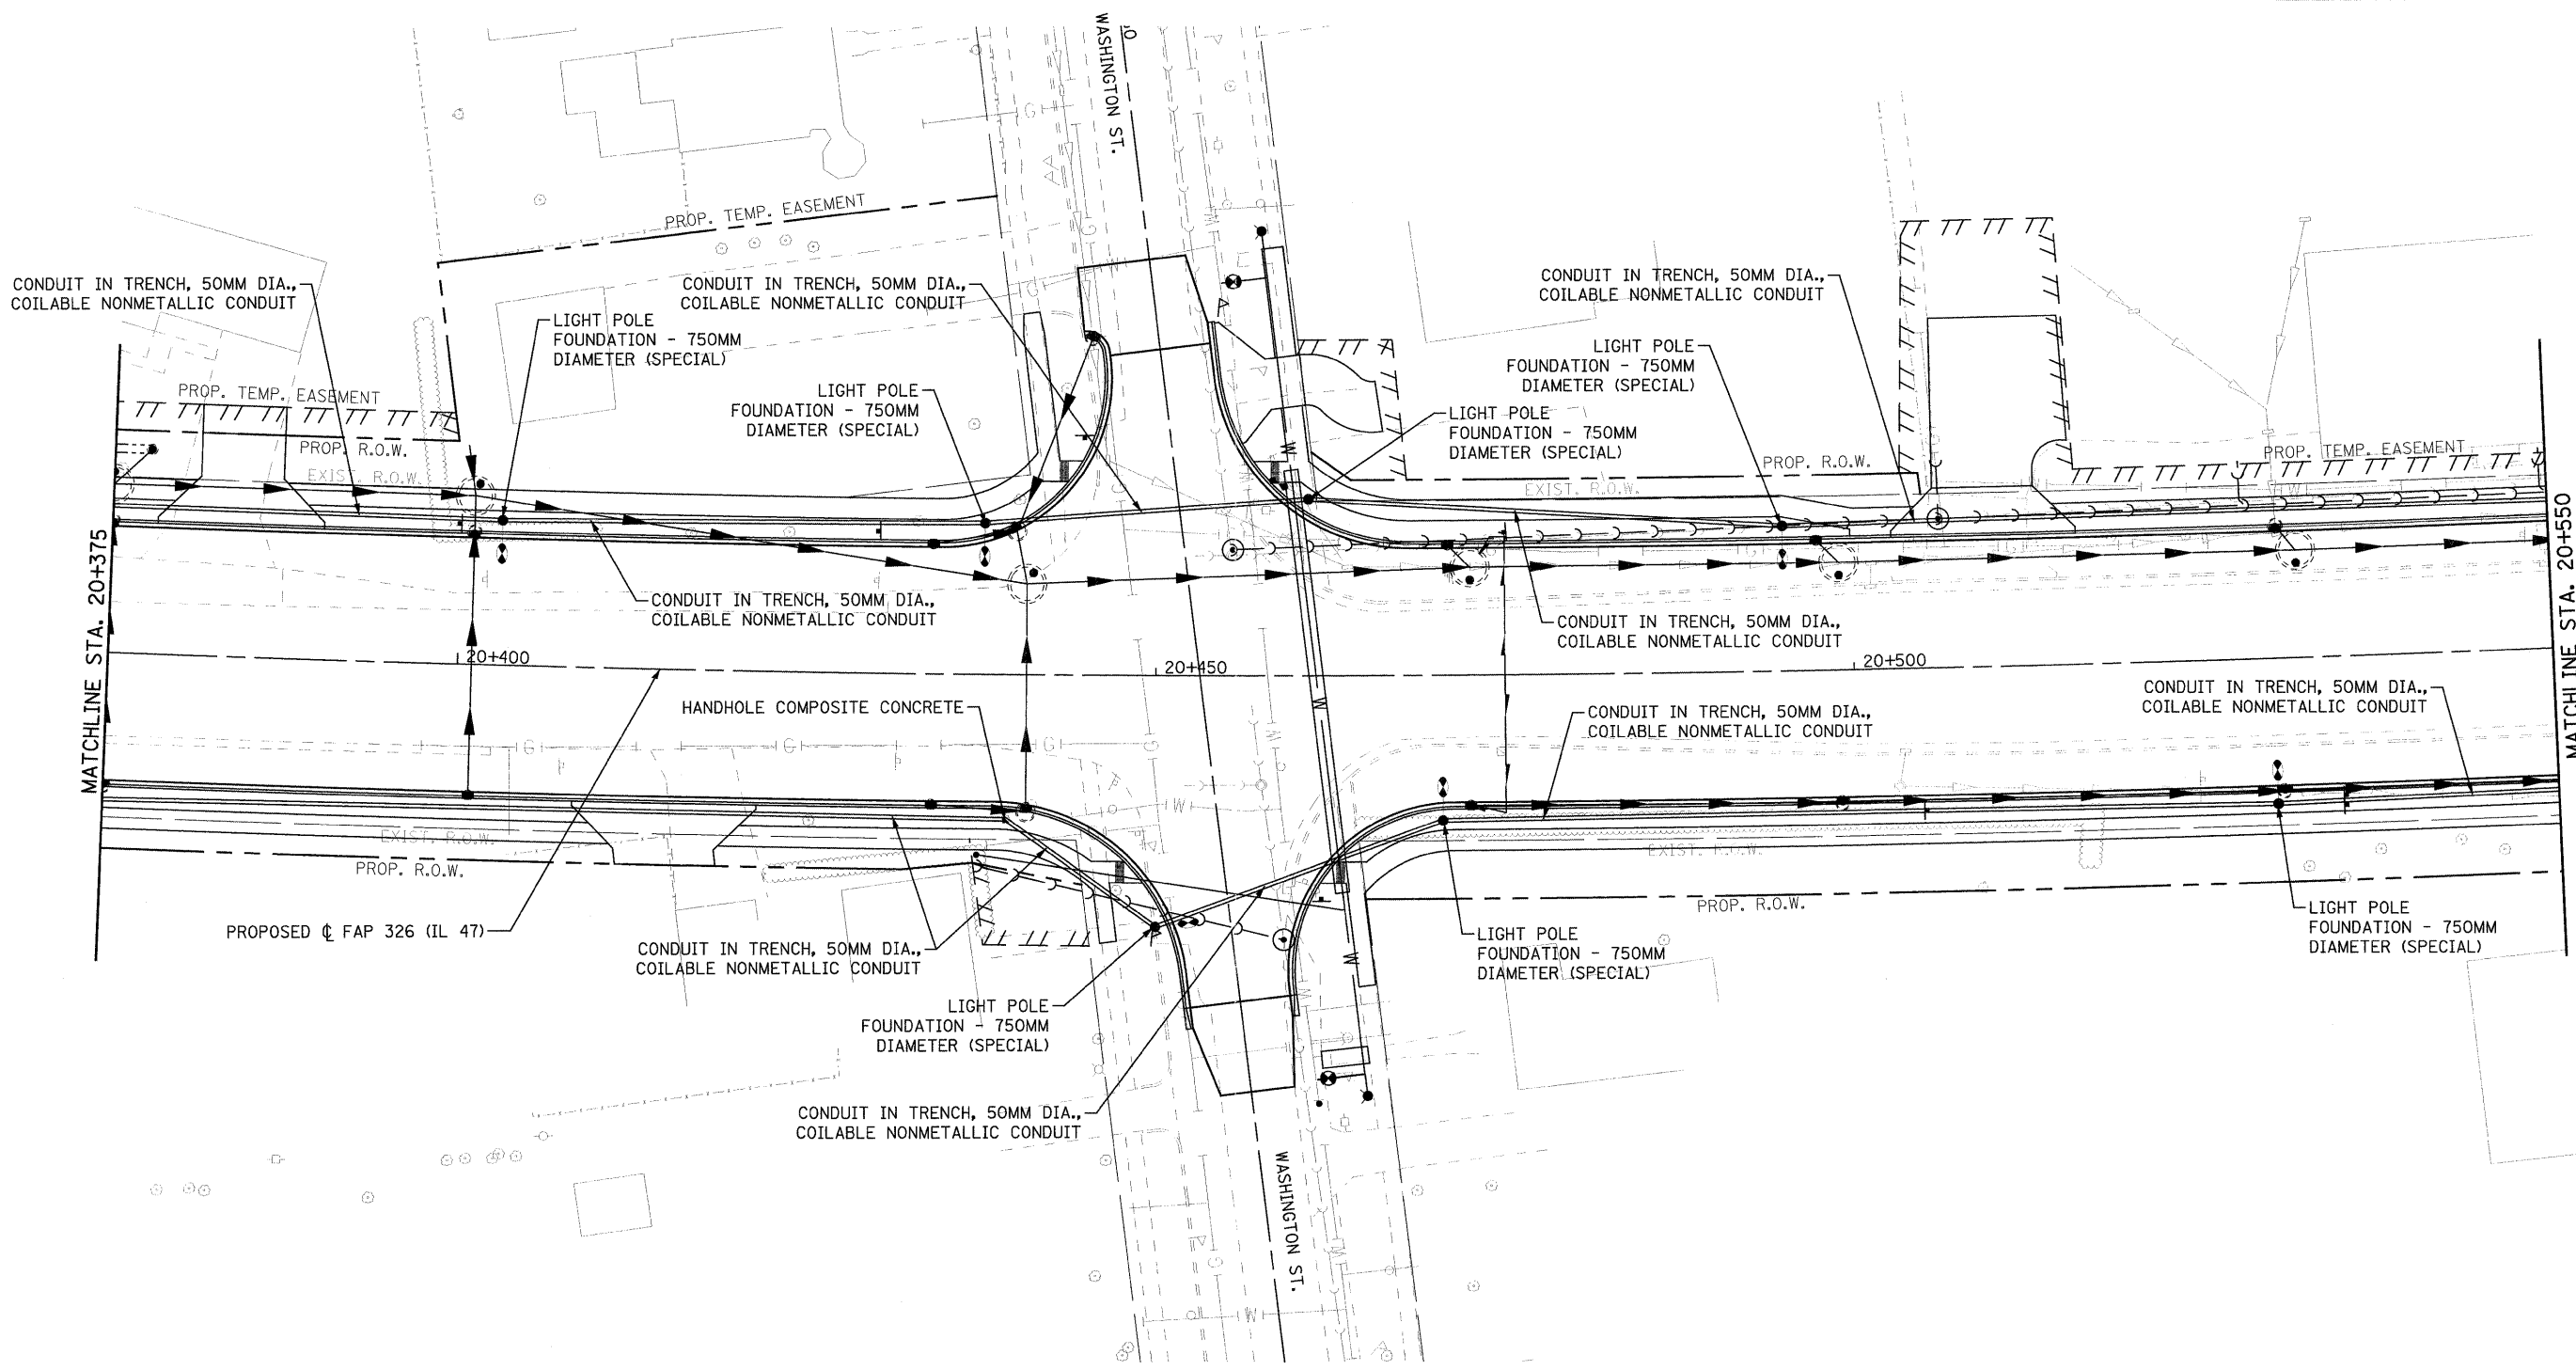 WASHINGTON ST.
PROP. TEMP. EASEMENT
CONDUIT IN TRENCH, 50MM DIA.,
COILABLE NONMETALLIC CONDUIT
LIGHT POLE
FOUNDATION - 750MM
DIAMETER (SPECIAL)
CONDUIT IN TRENCH, 50MM DIA.,
COILABLE NONMETALLIC CONDUIT
LIGHT POLE
FOUNDATION - 750MM
DIAMETER (SPECIAL)
CONDUIT IN TRENCH, 50MM DIA.,
COILABLE NONMETALLIC CONDUIT
LIGHT POLE
FOUNDATION - 750MM
DIAMETER (SPECIAL)
LIGHT POLE
FOUNDATION - 750MM
DIAMETER (SPECIAL)
PROP. TEMP. EASEMENT
PROP. R.O.W.
EXIST. R.O.W.
PROP. R.O.W.
EXIST. R.O.W.
PROP. TEMP. EASEMENT
MATCHLINE STA. 20+375
MATCHLINE STA. 20+550
CONDUIT IN TRENCH, 50MM DIA.,
COILABLE NONMETALLIC CONDUIT
CONDUIT IN TRENCH, 50MM DIA.,
COILABLE NONMETALLIC CONDUIT
20+400
20+450
20+500
HANDHOLE COMPOSITE CONCRETE
W
W
W
CONDUIT IN TRENCH, 50MM DIA.,
COILABLE NONMETALLIC CONDUIT
CONDUIT IN TRENCH, 50MM DIA.,
COILABLE NONMETALLIC CONDUIT
EXIST. R.O.W.
PROP. R.O.W.
EXIST. R.O.W.
PROP. R.O.W.
PROPOSED ℄ FAP 326 (IL 47)
CONDUIT IN TRENCH, 50MM DIA.,
COILABLE NONMETALLIC CONDUIT
LIGHT POLE
FOUNDATION - 750MM
DIAMETER (SPECIAL)
LIGHT POLE
FOUNDATION - 750MM
DIAMETER (SPECIAL)
LIGHT POLE
FOUNDATION - 750MM
DIAMETER (SPECIAL)
CONDUIT IN TRENCH, 50MM DIA.,
COILABLE NONMETALLIC CONDUIT
WASHINGTON ST.